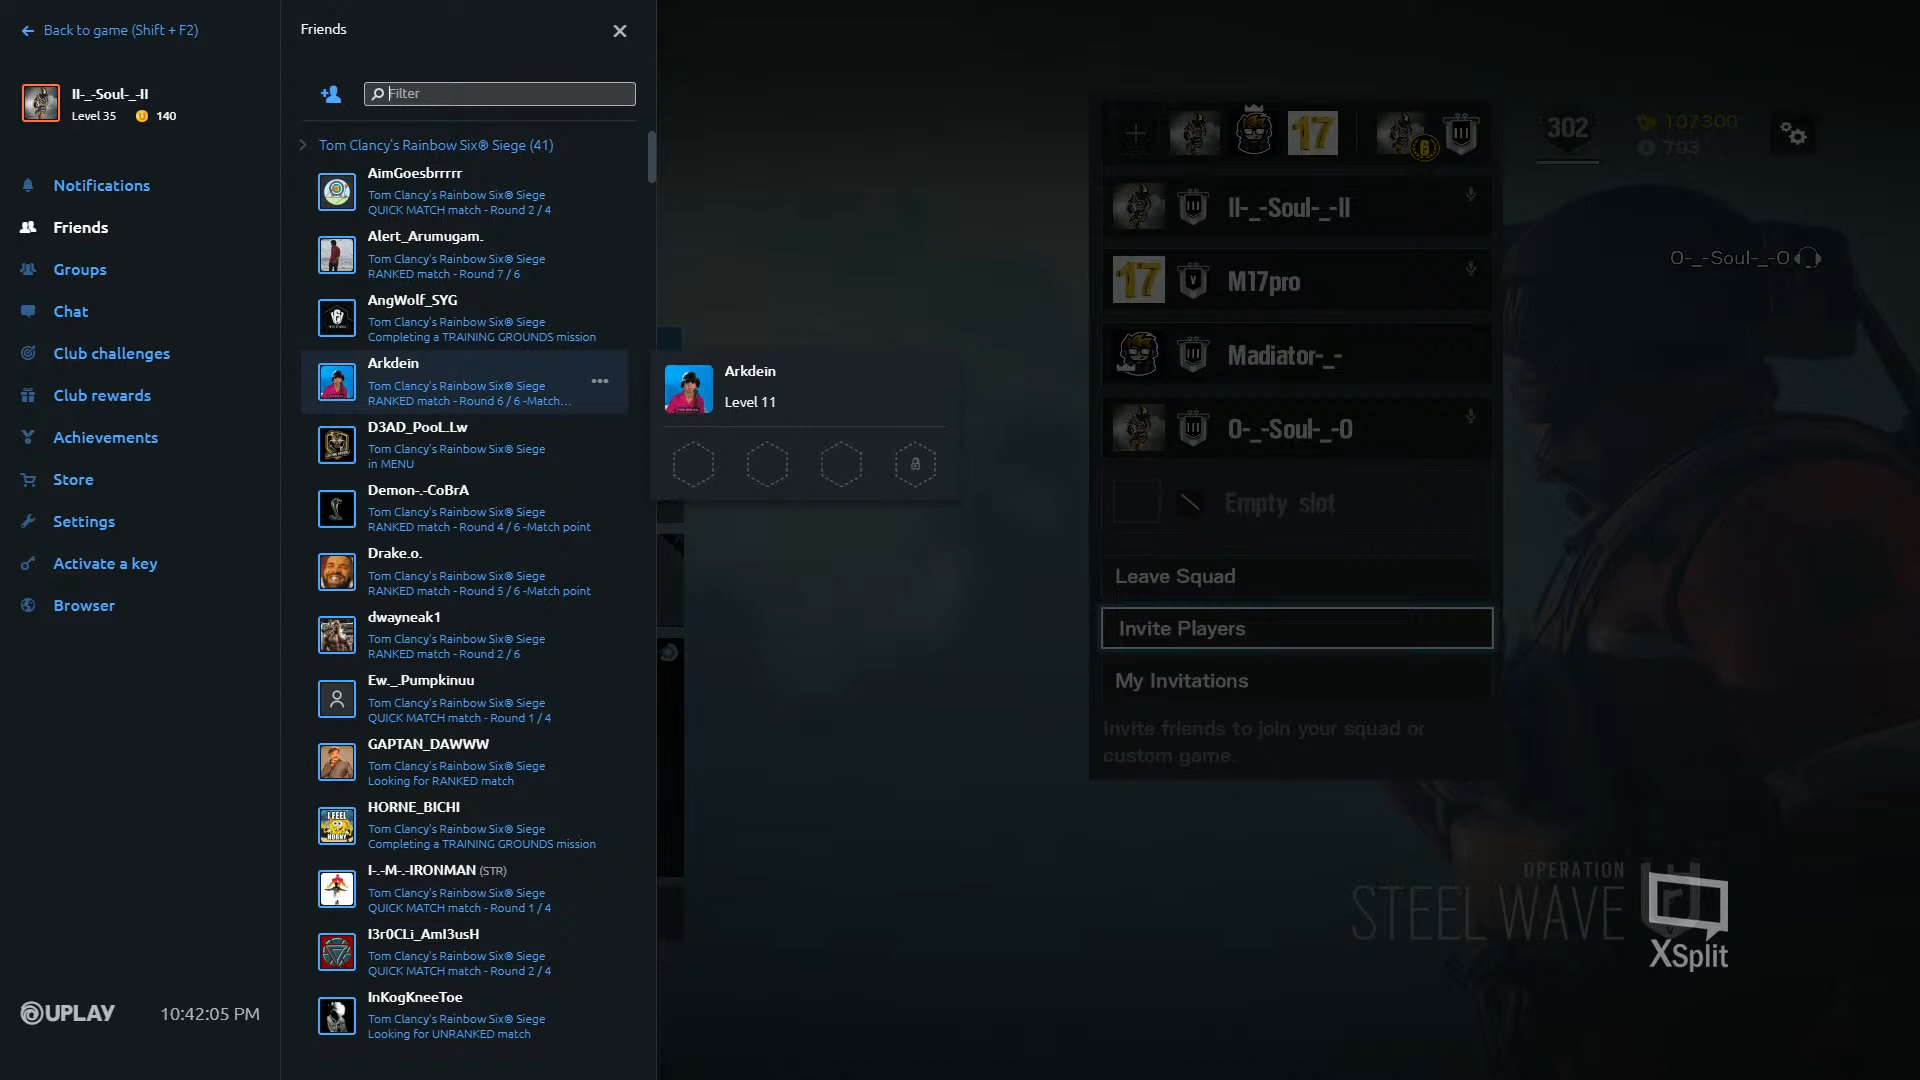 Back to game (Shift + F2)
II-_-Soul-_-II
Level 35 140
Notifications
Friends
Groups
Chat
Club challenges
Club rewards
Achievements
Store
Settings
Activate a key
Browser
UPLAY 10:42:05 PM
Friends
Filter
Tom Clancy's Rainbow Six® Siege (41)
AimGoesbrrrrr
Tom Clancy's Rainbow Six® Siege
QUICK MATCH match - Round 2 / 4
Alert_Arumugam.
Tom Clancy's Rainbow Six® Siege
RANKED match - Round 7 / 6
AngWolf_SYG
Tom Clancy's Rainbow Six® Siege
Completing a TRAINING GROUNDS mission
Arkdein
Tom Clancy's Rainbow Six® Siege
RANKED match - Round 6 / 6 -Match...
D3AD_PooL.Lw
Tom Clancy's Rainbow Six® Siege
in MENU
Demon-.-CoBrA
Tom Clancy's Rainbow Six® Siege
RANKED match - Round 4 / 6 -Match point
Drake.o.
Tom Clancy's Rainbow Six® Siege
RANKED match - Round 5 / 6 -Match point
dwayneak1
Tom Clancy's Rainbow Six® Siege
RANKED match - Round 2 / 6
Ew._.Pumpkinuu
Tom Clancy's Rainbow Six® Siege
QUICK MATCH match - Round 1 / 4
GAPTAN_DAWWW
Tom Clancy's Rainbow Six® Siege
Looking for RANKED match
HORNE_BICHI
Tom Clancy's Rainbow Six® Siege
Completing a TRAINING GROUNDS mission
I-.-M-.-IRONMAN (STR)
Tom Clancy's Rainbow Six® Siege
QUICK MATCH match - Round 1 / 4
I3r0CLi_AmI3usH
Tom Clancy's Rainbow Six® Siege
QUICK MATCH match - Round 2 / 4
InKogKneeToe
Tom Clancy's Rainbow Six® Siege
Looking for UNRANKED match
Arkdein
Level 11
17
302
107300
793
II-_-Soul-_-II
17 M17pro
Madiator-_-
O-_-Soul-_-O
Empty slot
Leave Squad
Invite Players
My Invitations
Invite friends to join your squad or
custom game.
O-_-Soul-_-O
OPERATION
STEEL WAVE
XSplit